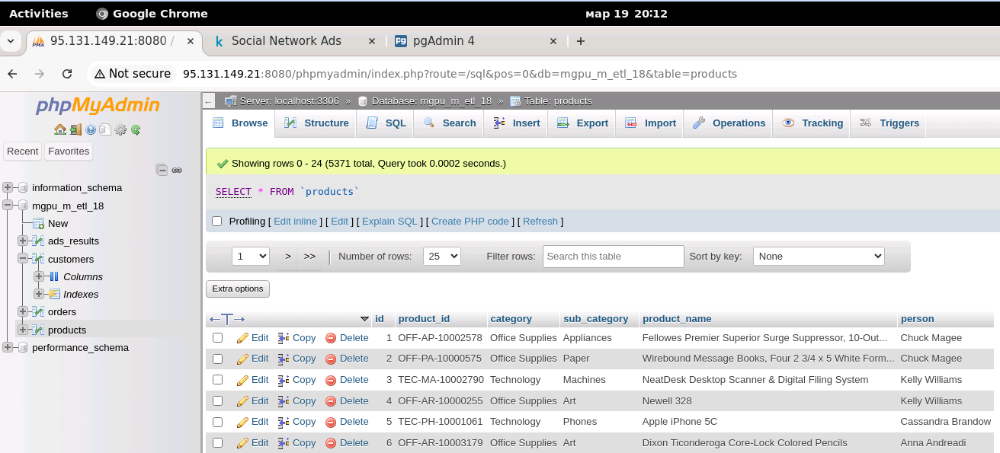 Activities Google Chrome мар 19 20:12
95.131.149.21:8080 / Social Network Ads pgAdmin 4
Not secure 95.131.149.21:8080/phpmyadmin/index.php?route=/sql&pos=0&db=mgpu_m_etl_18&table=products
phpMyAdmin
Recent Favorites
information_schema
mgpu_m_etl_18
New
ads_results
customers
Columns
Indexes
orders
products
performance_schema
Server: localhost:3306 » Database: mgpu_m_etl_18 » Table: products
Browse Structure SQL Search Insert Export Import Operations Tracking Triggers
Showing rows 0 - 24 (5371 total, Query took 0.0002 seconds.)
SELECT * FROM `products`
Profiling [ Edit inline ] [ Edit ] [ Explain SQL ] [ Create PHP code ] [ Refresh ]
1 > >> Number of rows: 25 Filter rows: Search this table Sort by key: None
Extra options
id product_id category sub_category product_name person
Edit Copy Delete 1 OFF-AP-10002578 Office Supplies Appliances Fellowes Premier Superior Surge Suppressor, 10-Out... Chuck Magee
Edit Copy Delete 2 OFF-PA-10000575 Office Supplies Paper Wirebound Message Books, Four 2 3/4 x 5 White Form... Chuck Magee
Edit Copy Delete 3 TEC-MA-10002790 Technology Machines NeatDesk Desktop Scanner & Digital Filing System Kelly Williams
Edit Copy Delete 4 OFF-AR-10000255 Office Supplies Art Newell 328 Kelly Williams
Edit Copy Delete 5 TEC-PH-10001061 Technology Phones Apple iPhone 5C Cassandra Brandow
Edit Copy Delete 6 OFF-AR-10003179 Office Supplies Art Dixon Ticonderoga Core-Lock Colored Pencils Anna Andreadi